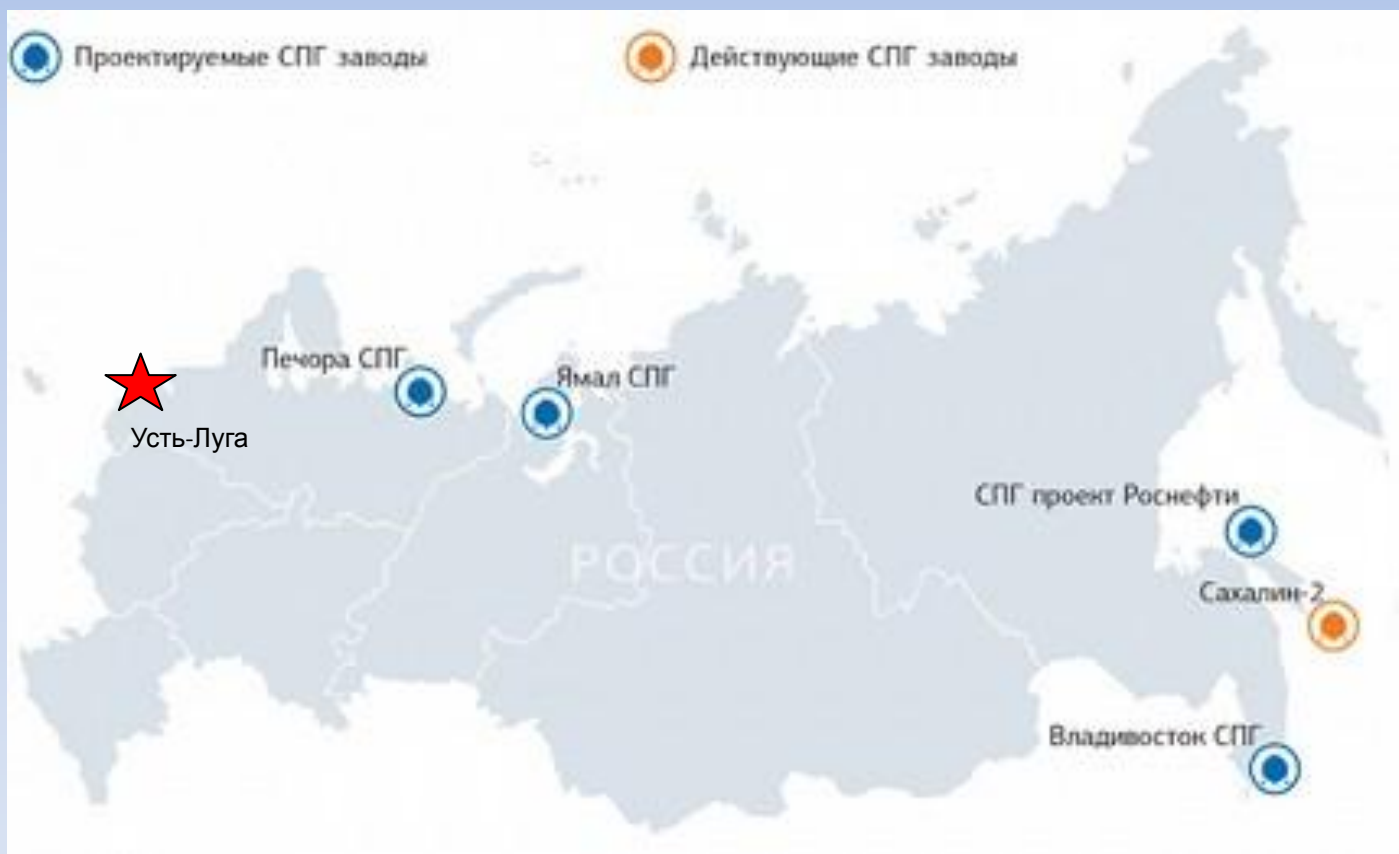 Проектируемые СПГ заводы
Действующие СПГ заводы
Печора СПГ
Ямал СПГ
Усть-Луга
СПГ проект Роснефти
РОССИЯ
Сахалин-2
Владивосток СПГ